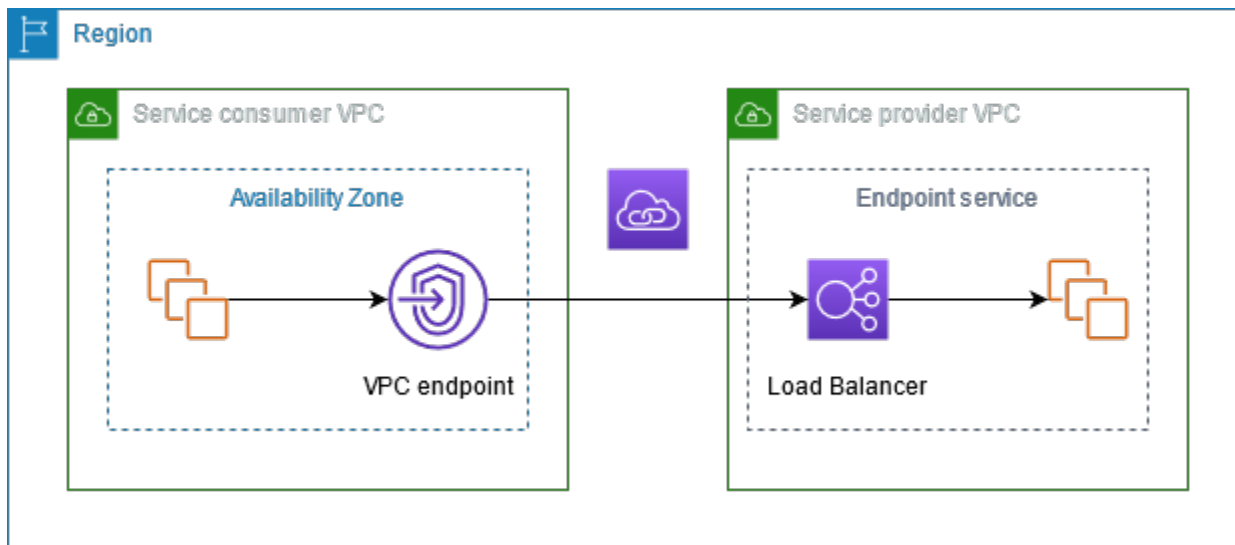 Region
Service consumer VPC
Service provider VPC
Availability Zone
Endpoint service
VPC endpoint
Load Balancer